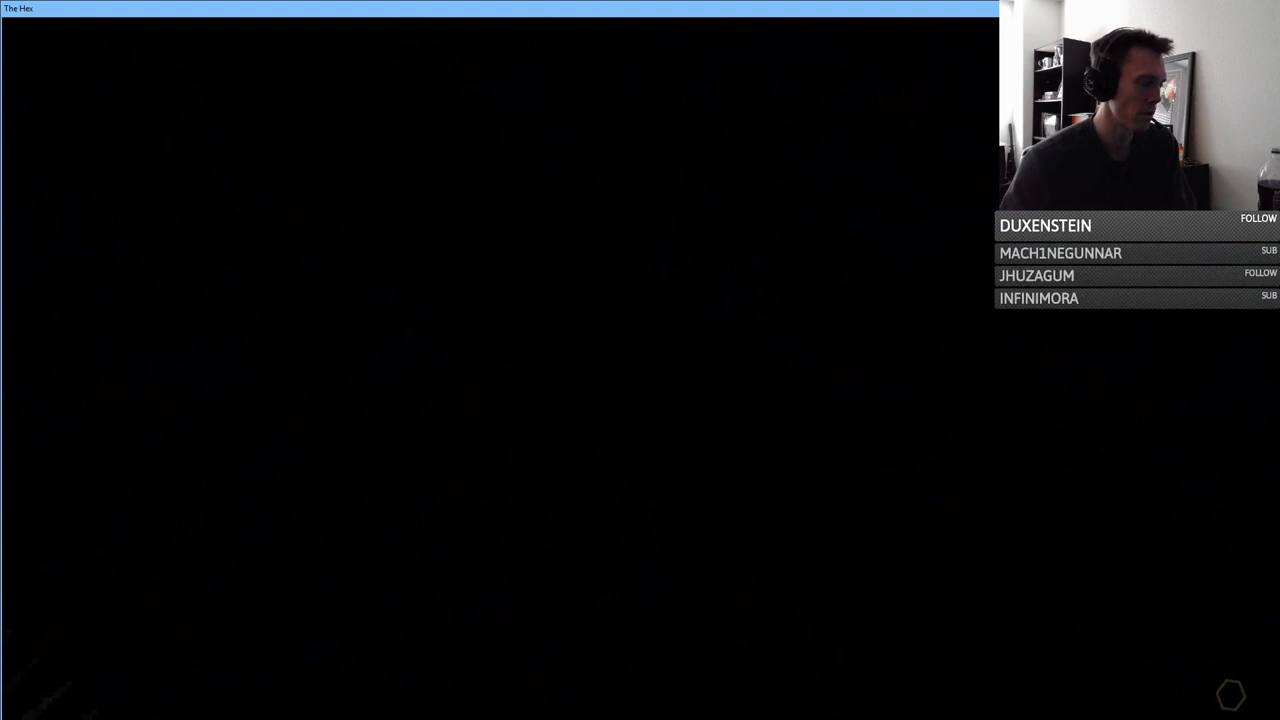 The Hex
DUXENSTEIN FOLLOW
MACH1NEGUNNAR SUB
JHUZAGUM FOLLOW
INFINIMORA SUB